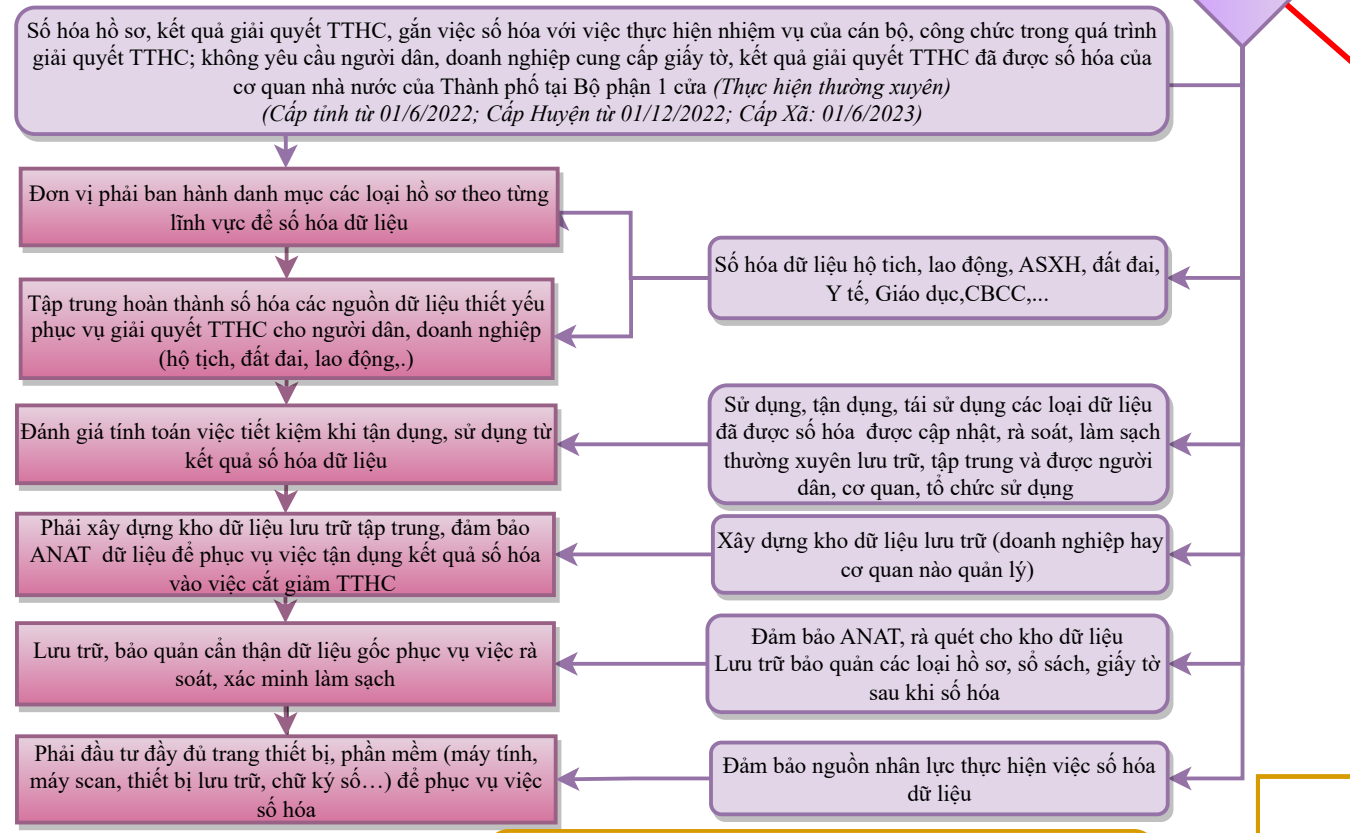 Số hóa hồ sơ, kết quả giải quyết TTHC, gắn việc số hóa với việc thực hiện nhiệm vụ của cán bộ, công chức trong quá trình
giải quyết TTHC; không yêu cầu người dân, doanh nghiệp cung cấp giấy tờ, kết quả giải quyết TTHC đã được số hóa của
cơ quan nhà nước của Thành phố tại Bộ phận 1 cửa (Thực hiện thường xuyên)
(Cấp tỉnh từ 01/6/2022; Cấp Huyện từ 01/12/2022; Cấp Xã: 01/6/2023)
Đơn vị phải ban hành danh mục các loại hồ sơ theo từng
lĩnh vực để số hóa dữ liệu
Số hóa dữ liệu hộ tich, lao động, ASXH, đất đai,
Y tế, Giáo dục,CBCC,...
Tập trung hoàn thành số hóa các nguồn dữ liệu thiết yếu
phục vụ giải quyết TTHC cho người dân, doanh nghiệp
(hộ tịch, đất đai, lao động,.)
Đánh giá tính toán việc tiết kiệm khi tận dụng, sử dụng từ
kết quả số hóa dữ liệu
Sử dụng, tận dụng, tái sử dụng các loại dữ liệu
đã được số hóa được cập nhật, rà soát, làm sạch
thường xuyên lưu trữ, tập trung và được người
dân, cơ quan, tổ chức sử dụng
Phải xây dựng kho dữ liệu lưu trữ tập trung, đảm bảo
ANAT dữ liệu để phục vụ việc tận dụng kết quả số hóa
vào việc cắt giảm TTHC
Xây dựng kho dữ liệu lưu trữ (doanh nghiệp hay
cơ quan nào quản lý)
Lưu trữ, bảo quản cẩn thận dữ liệu gốc phục vụ việc rà
soát, xác minh làm sạch
Đảm bảo ANAT, rà quét cho kho dữ liệu
Lưu trữ bảo quản các loại hồ sơ, sổ sách, giấy tờ
sau khi số hóa
Phải đầu tư đầy đủ trang thiết bị, phần mềm (máy tính,
máy scan, thiết bị lưu trữ, chữ ký số…) để phục vụ việc
số hóa
Đảm bảo nguồn nhân lực thực hiện việc số hóa
dữ liệu